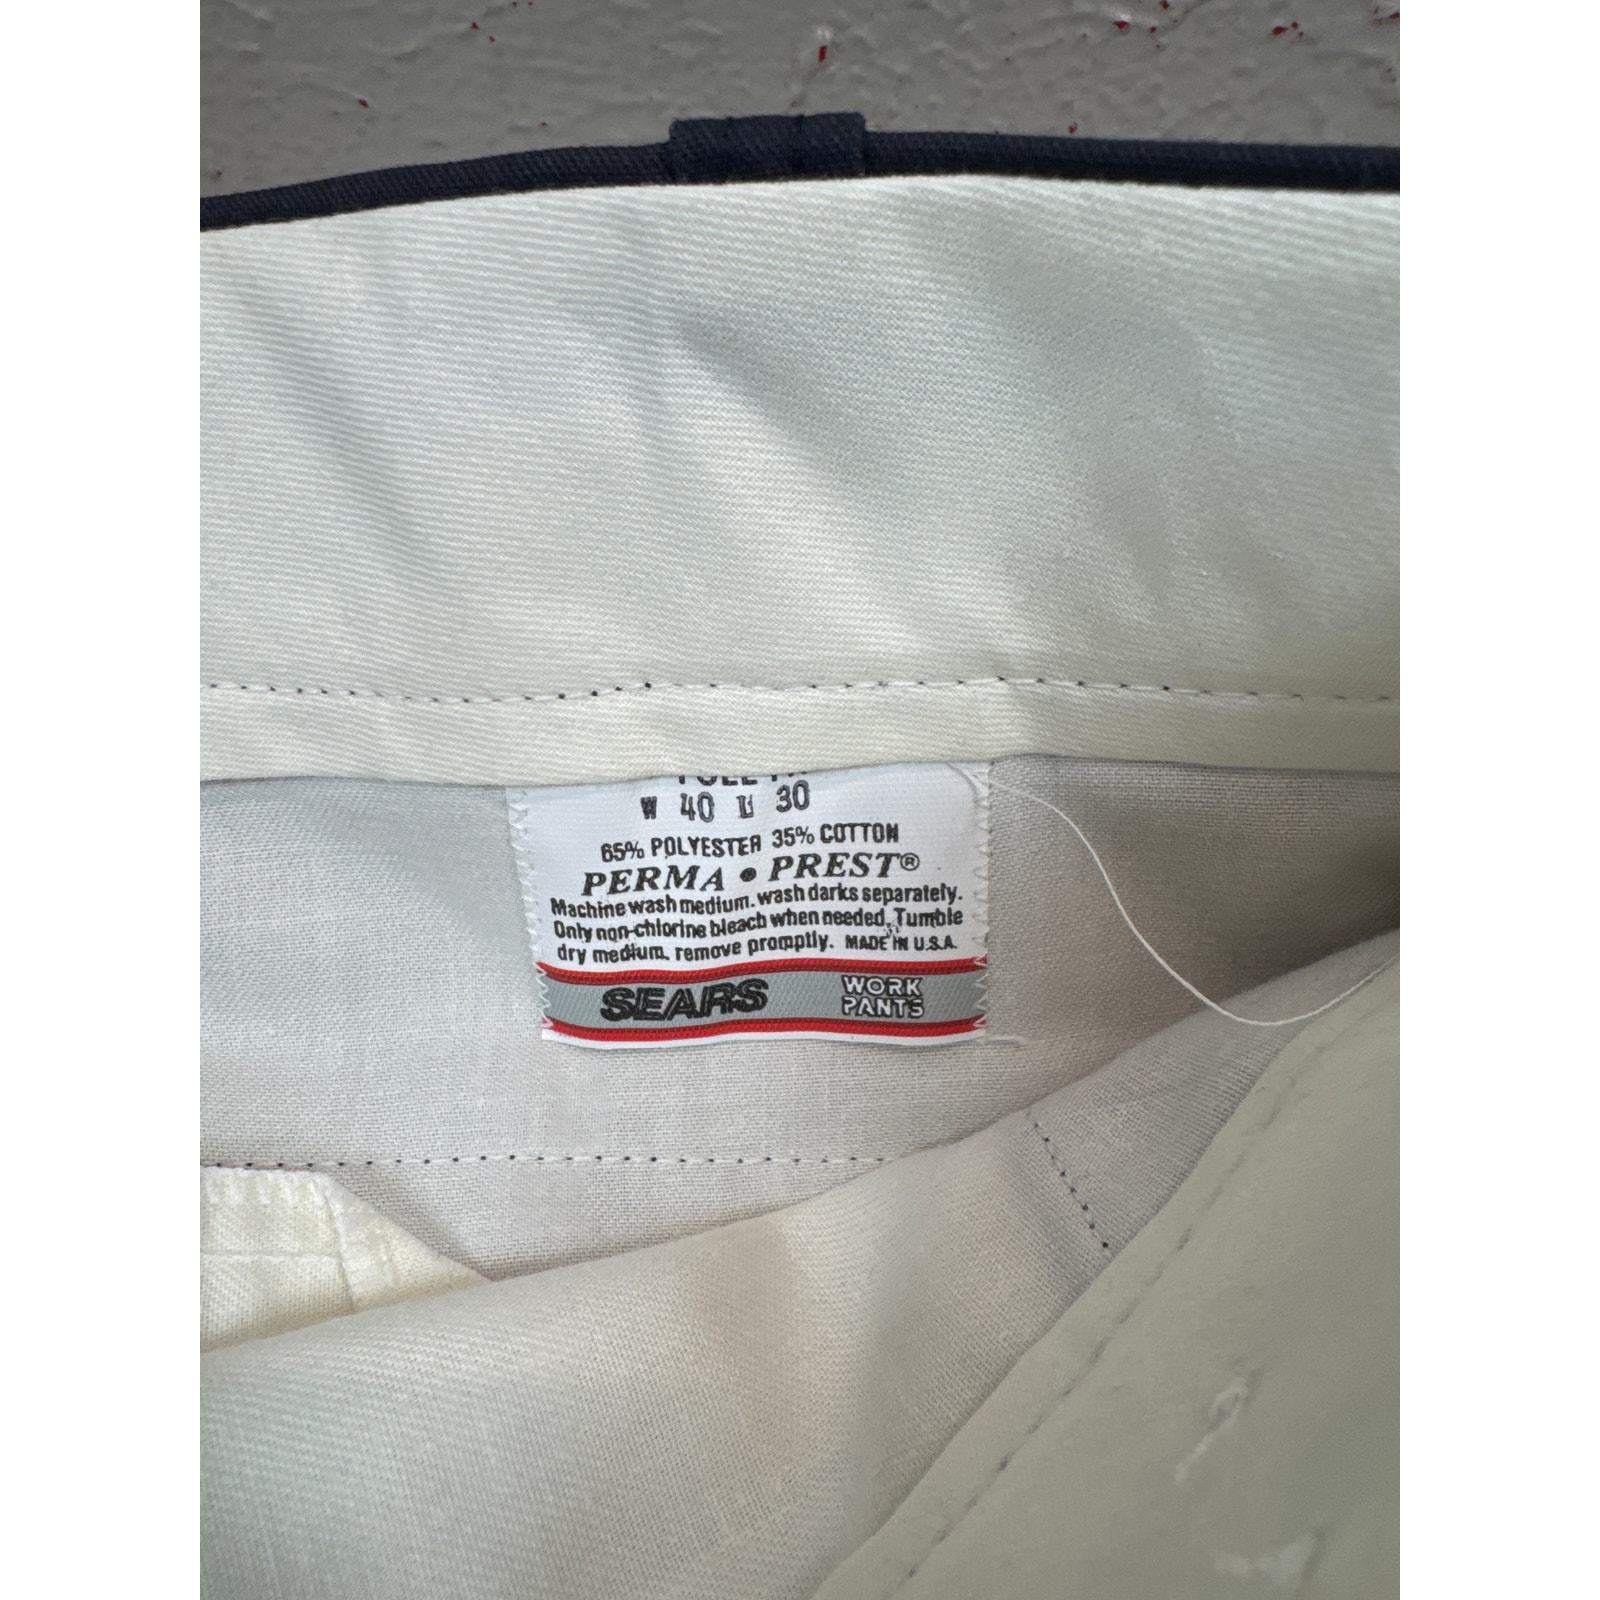 W 40 L 30
65% POLYESTER 35% COTTON
PERMA • PREST®
Machine wash medium. wash darks separately.
Only non-chlorine bleach when needed. Tumble
dry medium. remove promptly. MADE IN U.S.A.
SEARS WORK
PANTS